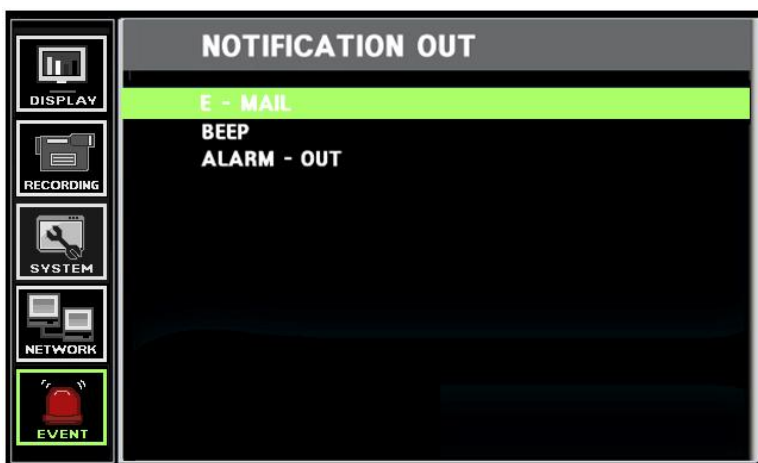 NOTIFICATION OUT
DISPLAY
E - MAIL
BEEP
ALARM - OUT
RECORDING
SYSTEM
NETWORK
EVENT